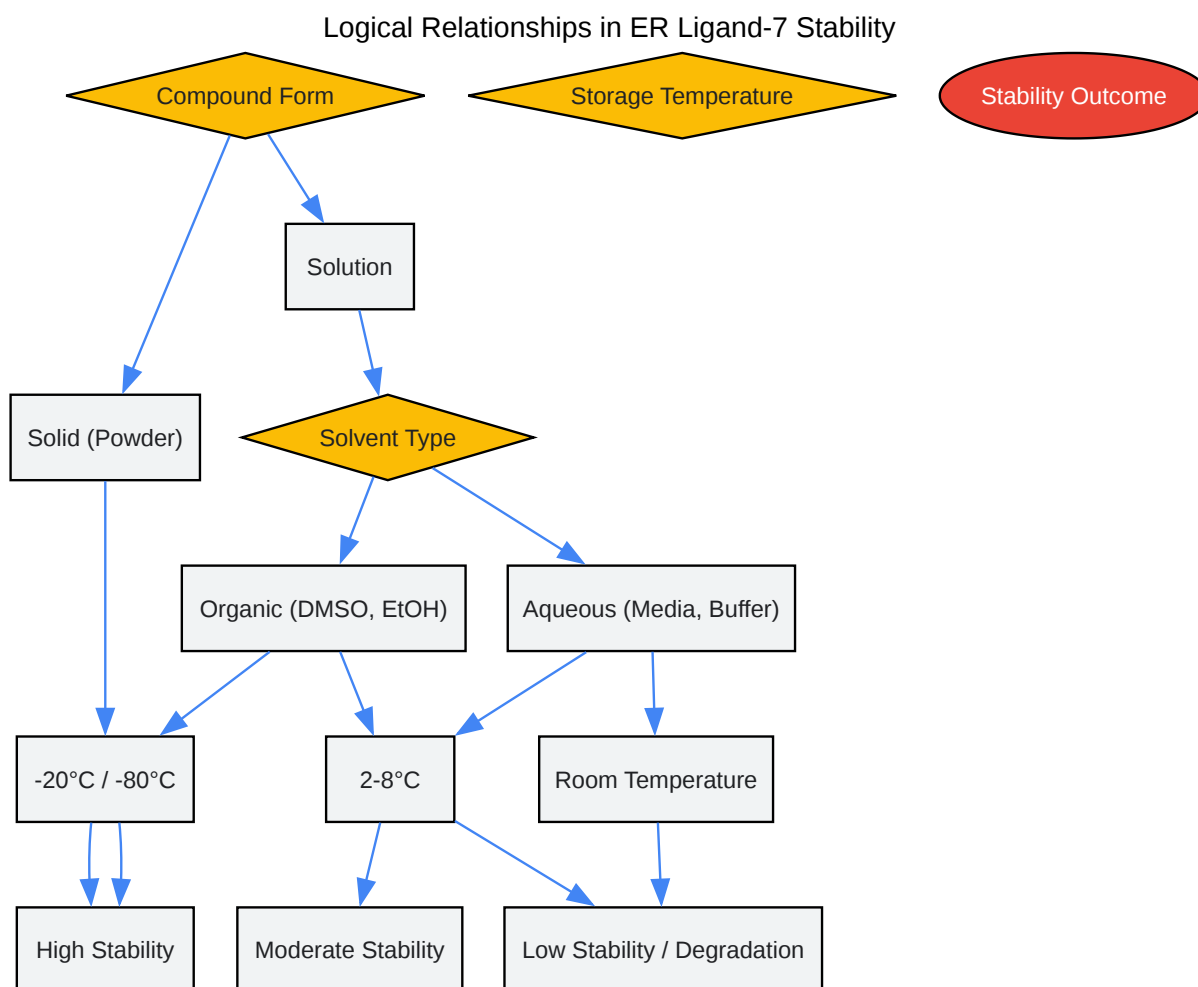 Logical Relationships in ER Ligand-7 Stability
Compound Form
Storage Temperature
Stability Outcome
Solution
Solid (Powder)
Solvent Type
Organic (DMSO, EtOH)
Aqueous (Media, Buffer)
-20°C / -80°C
2-8°C
Room Temperature
High Stability
Moderate Stability
Low Stability / Degradation